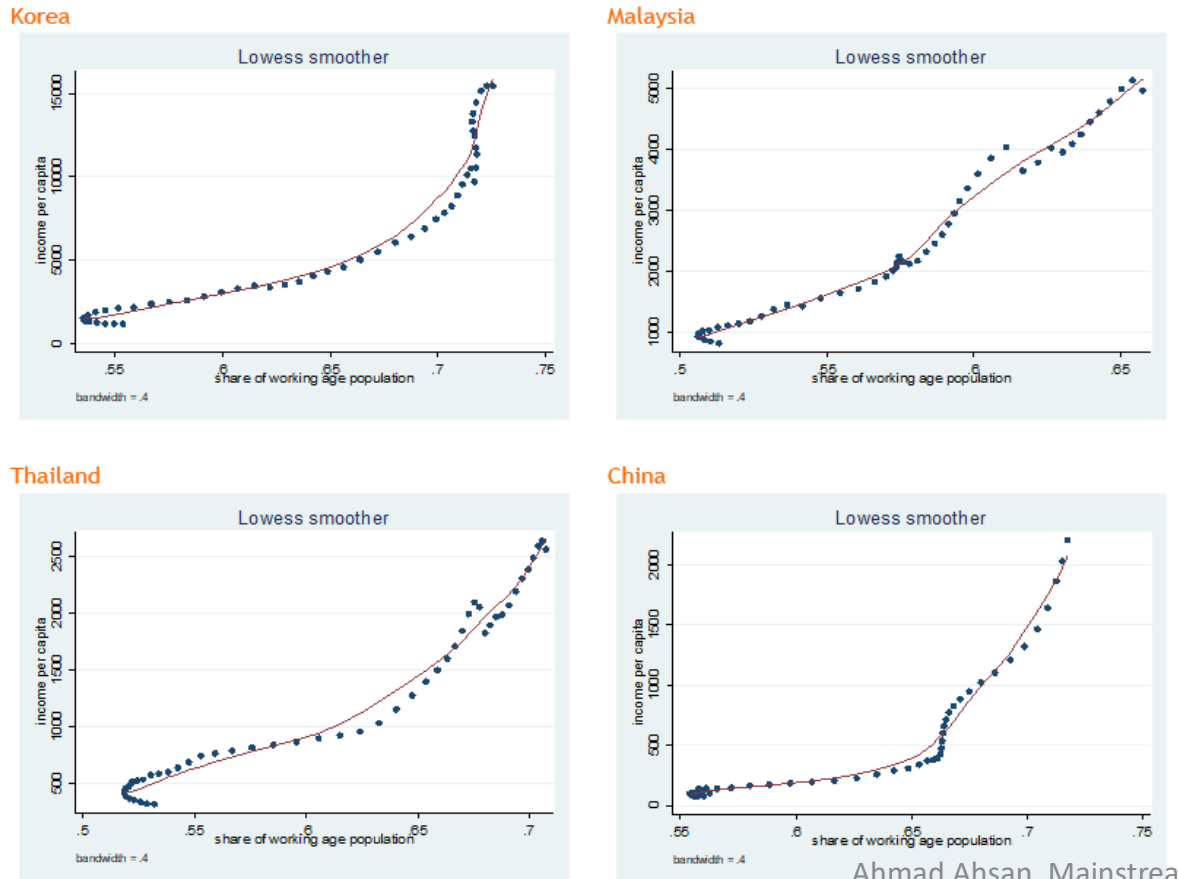 Korea
Lowess smoother
income per capita
15000
10000
5000
0
.55
.6
.65
.7
.75
share of working age population
bandwidth = .4
Malaysia
Lowess smoother
income per capita
5000
4000
3000
2000
1000
.5
.55
.6
.65
share of working age population
bandwidth = .4
Thailand
Lowess smoother
income per capita
2500
2000
1500
1000
500
.5
.55
.6
.65
.7
share of working age population
bandwidth = .4
China
Lowess smoother
income per capita
2000
1500
1000
500
0
.55
.6
.65
.7
.75
share of working age population
bandwidth = .4
Ahmad Ahsan